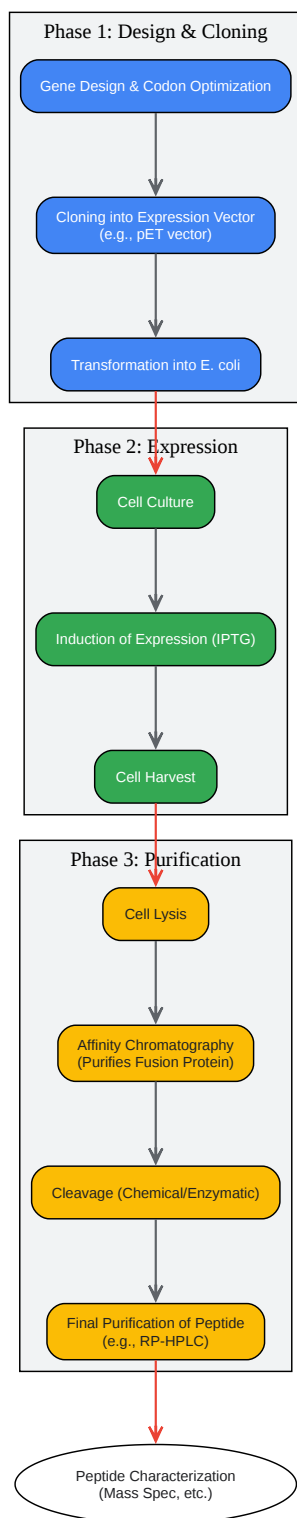 Phase 1: Design & Cloning
Gene Design & Codon Optimization
Cloning into Expression Vector
(e.g., pET vector)
Transformation into E. coli
Phase 2: Expression
Cell Culture
Induction of Expression (IPTG)
Cell Harvest
Phase 3: Purification
Cell Lysis
Affinity Chromatography
(Purifies Fusion Protein)
Cleavage (Chemical/Enzymatic)
Final Purification of Peptide
(e.g., RP-HPLC)
Peptide Characterization
(Mass Spec, etc.)